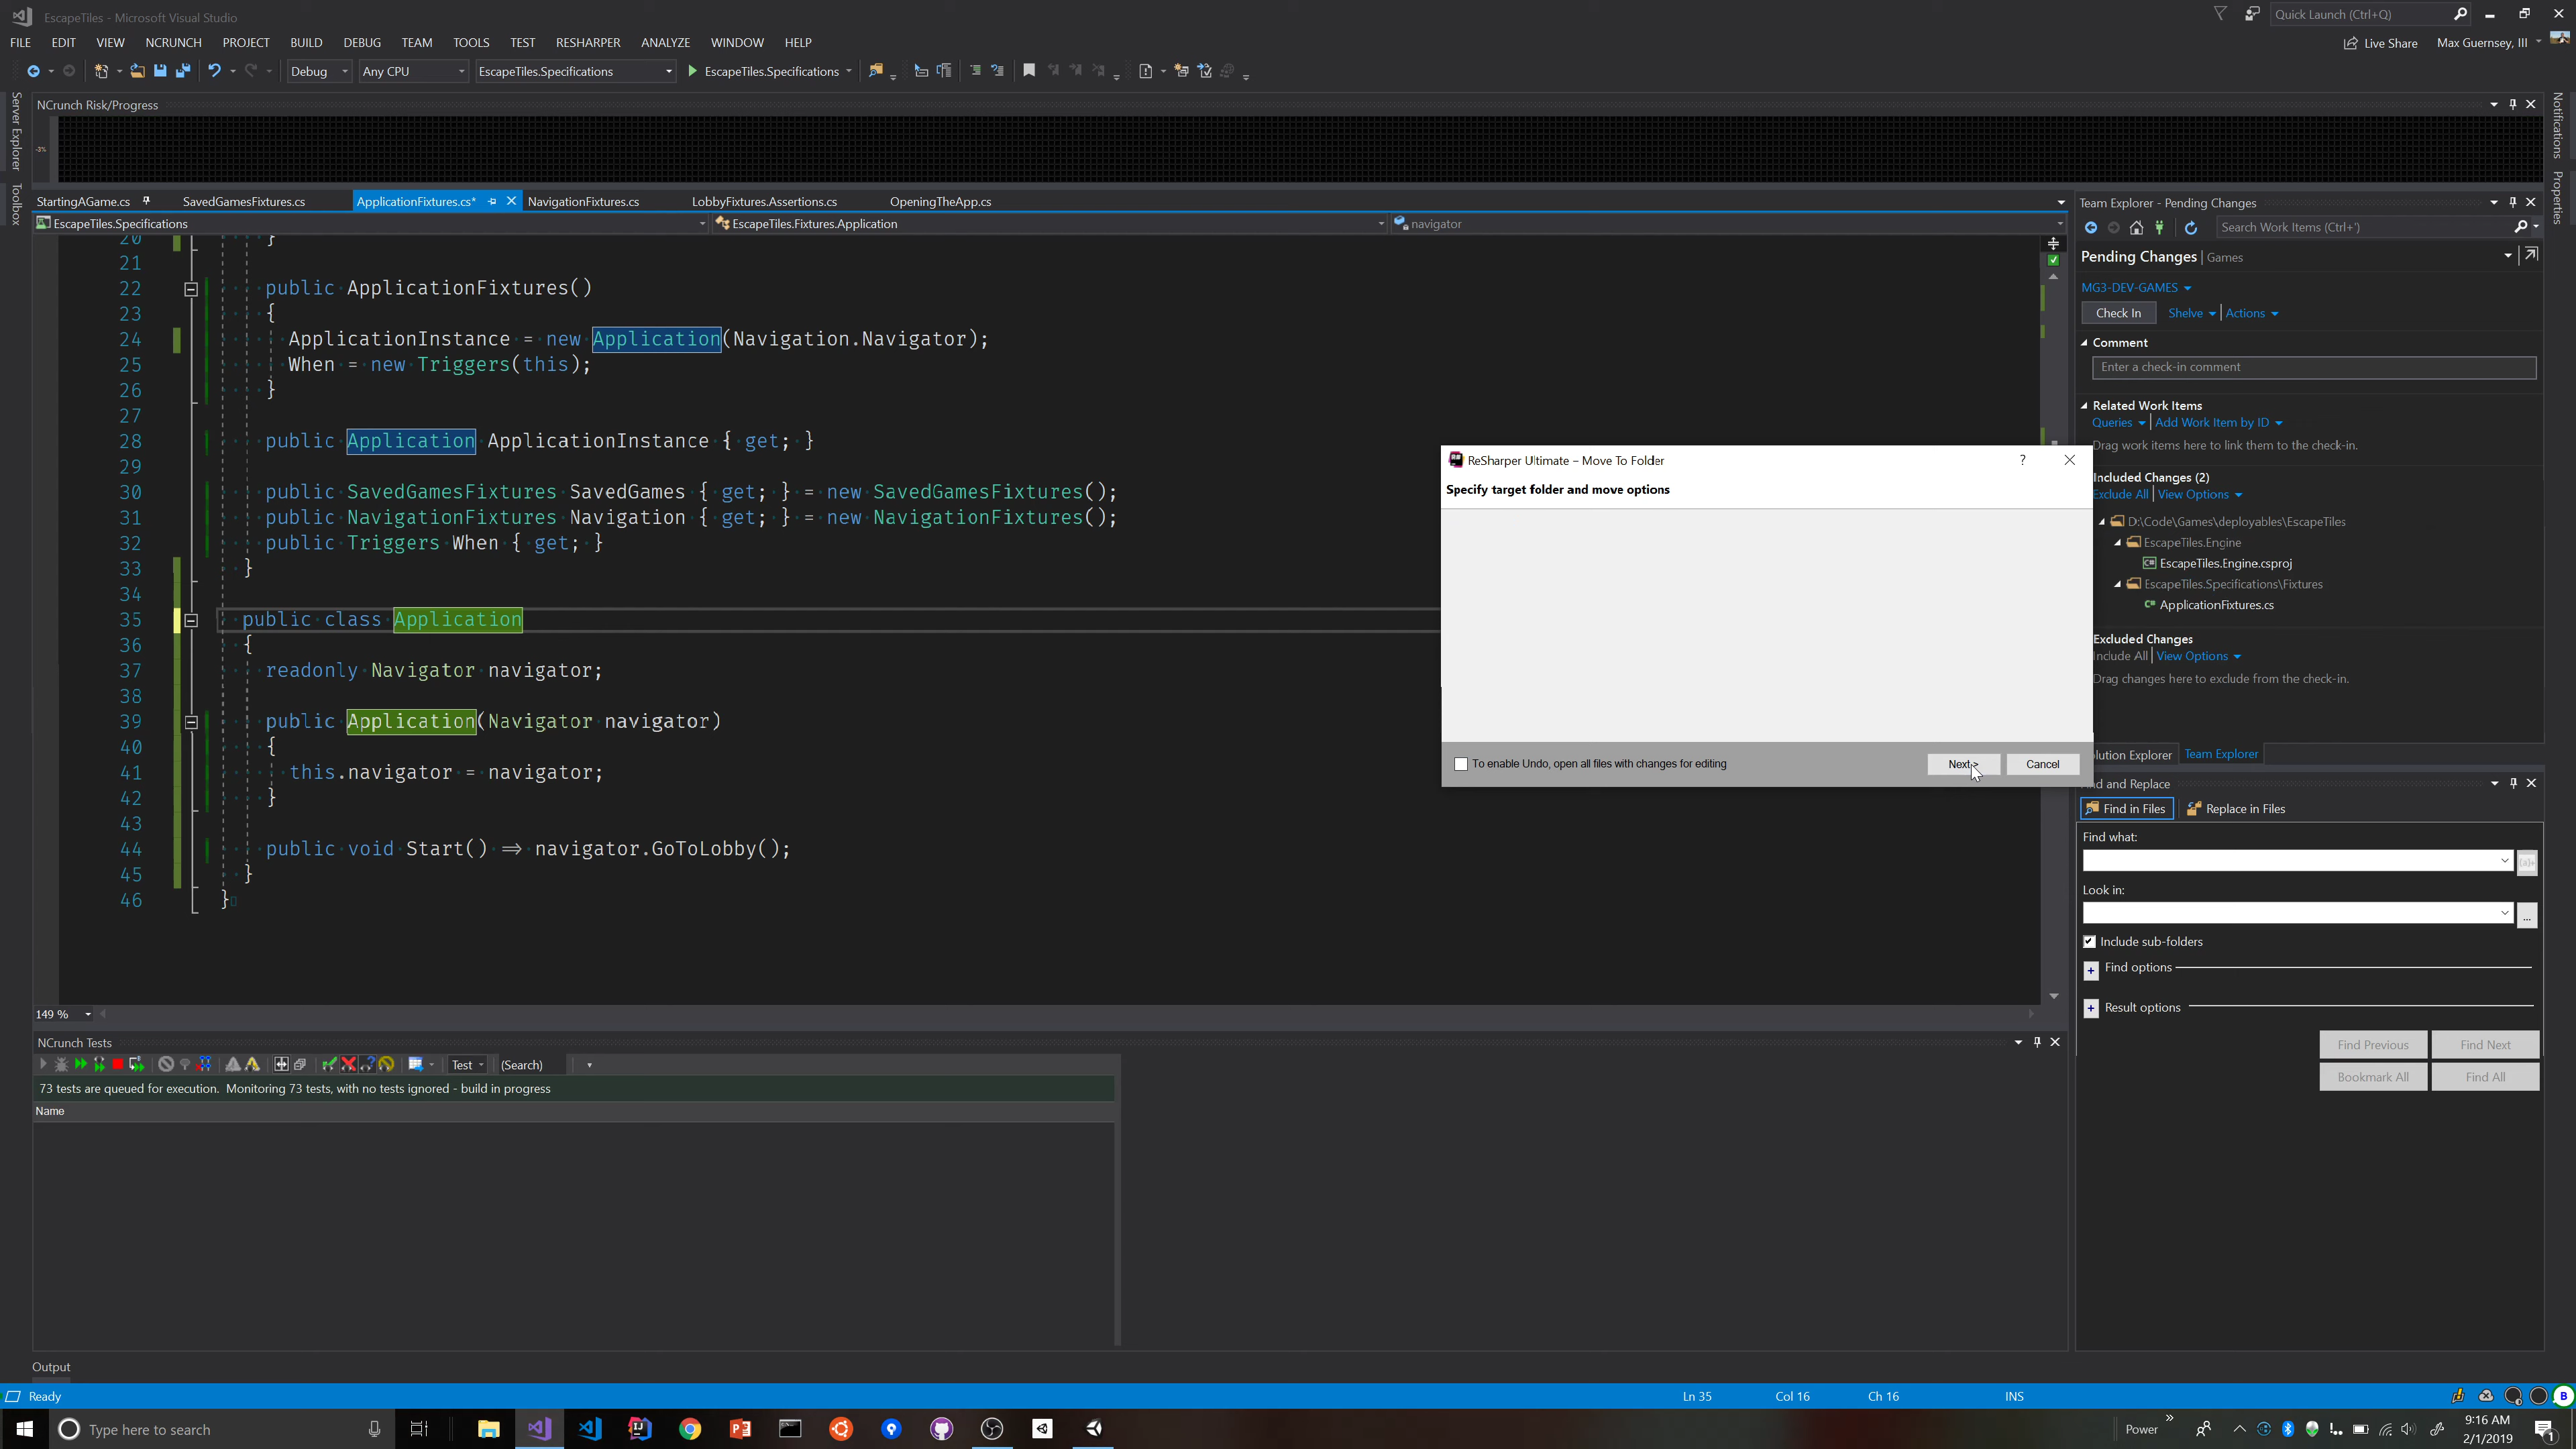 EscapeTiles - Microsoft Visual Studio
Quick Launch (Ctrl+Q)
FILE EDIT VIEW NCRUNCH PROJECT BUILD DEBUG TEAM TOOLS TEST RESHARPER ANALYZE WINDOW HELP
Live Share Max Guernsey, III
Debug Any CPU EscapeTiles.Specifications EscapeTiles.Specifications
Server Explorer
Toolbox
NCrunch Risk/Progress
-3%
Notifications
Properties
StartingAGame.cs SavedGamesFixtures.cs ApplicationFixtures.cs* NavigationFixtures.cs LobbyFixtures.Assertions.cs OpeningTheApp.cs
EscapeTiles.Specifications EscapeTiles.Fixtures.Application navigator
20 }
21
22 public ApplicationFixtures()
23 {
24 ApplicationInstance = new Application(Navigation.Navigator);
25 When = new Triggers(this);
26 }
27
28 public Application ApplicationInstance { get; }
29
30 public SavedGamesFixtures SavedGames { get; } = new SavedGamesFixtures();
31 public NavigationFixtures Navigation { get; } = new NavigationFixtures();
32 public Triggers When { get; }
33 }
34
35 public class Application
36 {
37 readonly Navigator navigator;
38
39 public Application(Navigator navigator)
40 {
41 this.navigator = navigator;
42 }
43
44 public void Start() ⇒ navigator.GoToLobby();
45 }
46 }
149 %
ReSharper Ultimate – Move To Folder
?
Specify target folder and move options
To enable Undo, open all files with changes for editing
Next >
Cancel
Team Explorer - Pending Changes
Search Work Items (Ctrl+')
Pending Changes | Games
MG3-DEV-GAMES
Check In Shelve Actions
Comment
Enter a check-in comment
Related Work Items
Queries Add Work Item by ID
Drag work items here to link them to the check-in.
Included Changes (2)
Exclude All View Options
D:\Code\Games\deployables\EscapeTiles
EscapeTiles.Engine
EscapeTiles.Engine.csproj
EscapeTiles.Specifications\Fixtures
ApplicationFixtures.cs
Excluded Changes
Include All View Options
Drag changes here to exclude from the check-in.
olution Explorer Team Explorer
nd and Replace
Find in Files Replace in Files
Find what:
Look in:
...
Include sub-folders
Find options
Result options
Find Previous Find Next
Bookmark All Find All
NCrunch Tests
Test (Search)
73 tests are queued for execution. Monitoring 73 tests, with no tests ignored - build in progress
Name
Output
Ready Ln 35 Col 16 Ch 16 INS
Type here to search
Power
9:16 AM
2/1/2019